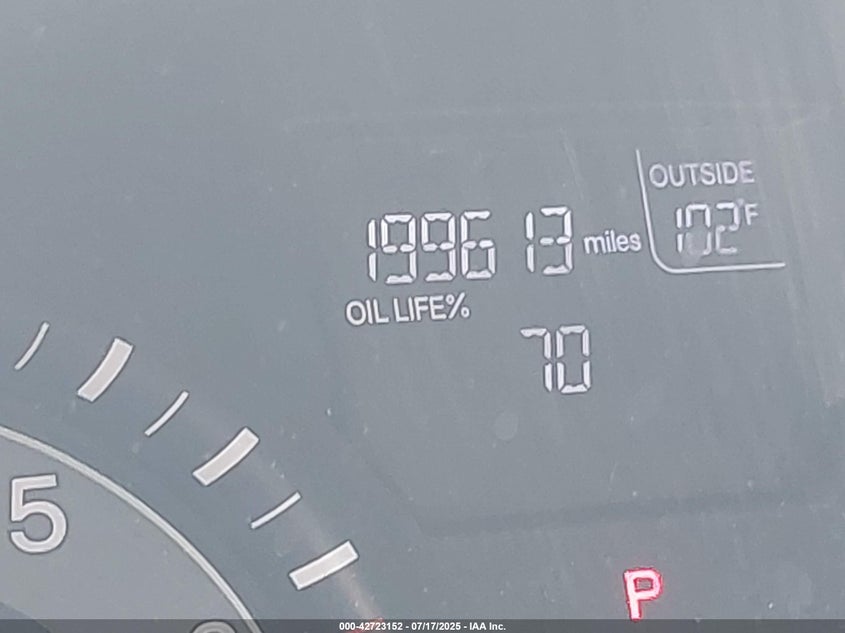 OUTSIDE
102°F
199613 miles
OIL LIFE%
70
5
P
000-42723152 - 07/17/2025 - IAA Inc.